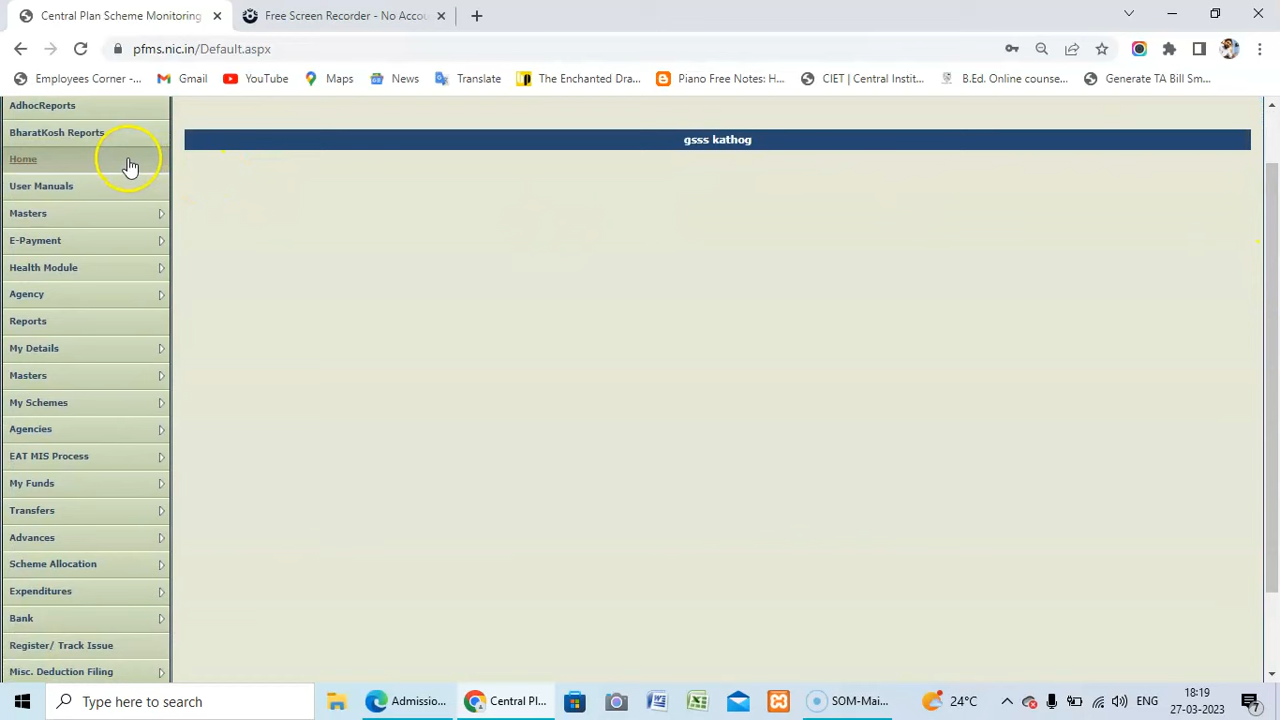 Central Plan Scheme Monitoring
Free Screen Recorder - No Accou
pfms.nic.in/Default.aspx
Employees Corner -... Gmail YouTube Maps News Translate The Enchanted Dra... Piano Free Notes: H... CIET | Central Instit... B.Ed. Online counse... Generate TA Bill Sm...
AdhocReports
BharatKosh Reports
gsss kathog
Home
User Manuals
Masters
E-Payment
Health Module
Agency
Reports
My Details
Masters
My Schemes
Agencies
EAT MIS Process
My Funds
Transfers
Advances
Scheme Allocation
Expenditures
Bank
Register/ Track Issue
Misc. Deduction Filing
Type here to search
Admissio...
Central Pl...
SOM-Mai...
24°C
ENG
18:19
27-03-2023
7